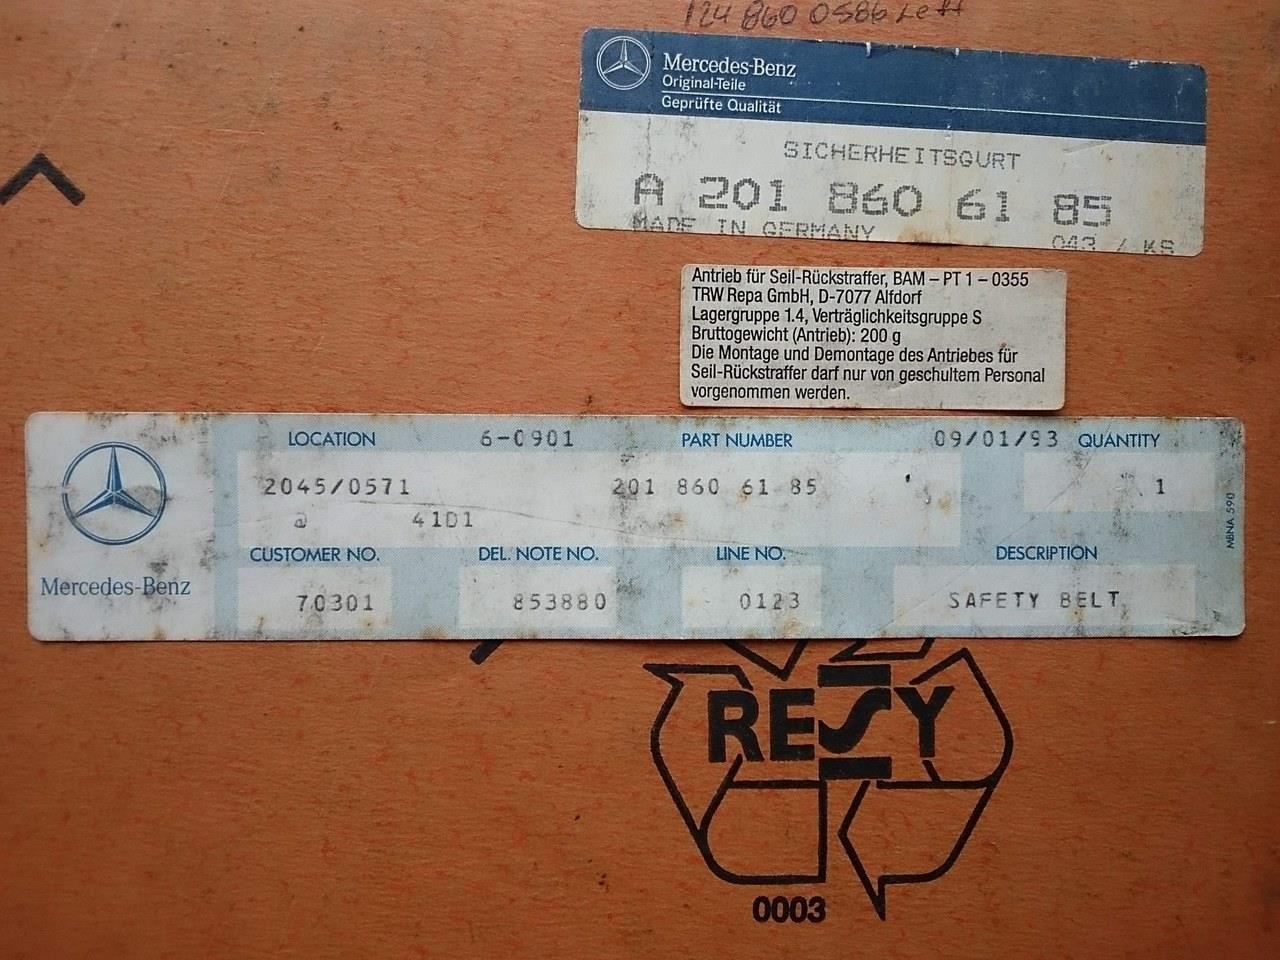 124 860 0586 Left
Mercedes-Benz
Original-Teile
Geprüfte Qualität
SICHERHEITSGURT
A 201 860 61 85
MADE IN GERMANY 043 / KS
Antrieb für Seil-Rückstraffer, BAM – PT 1 – 0355
TRW Repa GmbH, D-7077 Alfdorf
Lagergruppe 1.4, Verträglichkeitsgruppe S
Bruttogewicht (Antrieb): 200 g
Die Montage und Demontage des Antriebes für
Seil-Rückstraffer darf nur von geschultem Personal
vorgenommen werden.
LOCATION 6-0901 PART NUMBER 09/01/93 QUANTITY
2045/0571 201 860 61 85 1
a 41D1
CUSTOMER NO. DEL. NOTE NO. LINE NO. DESCRIPTION
70301 853880 0123 SAFETY BELT
Mercedes-Benz
MBNA 590
RESY
0003